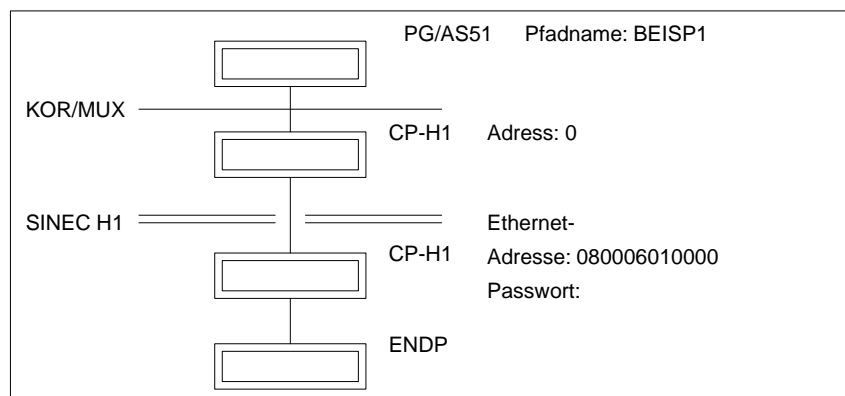 PG/AS51 Pfadname: BEISP1
KOR/MUX
CP-H1 Adress: 0
SINEC H1 Ethernet-
CP-H1 Adresse: 080006010000
Passwort:
ENDP